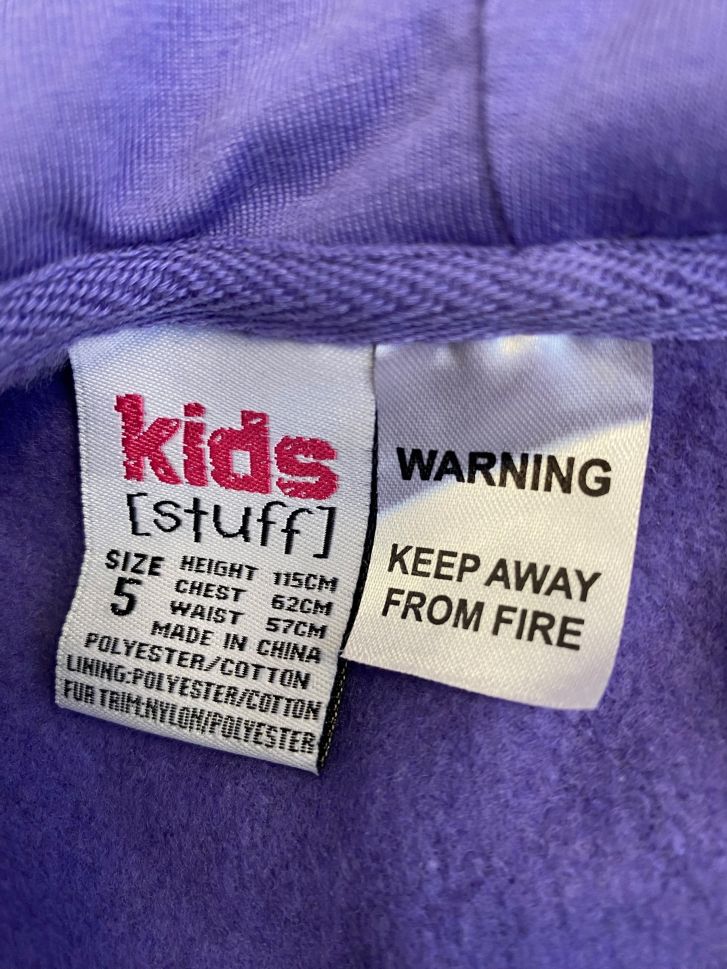 kids
[stuff]
SIZE 5
HEIGHT 115CM
CHEST 62CM
WAIST 57CM
MADE IN CHINA
POLYESTER/COTTON
LINING:POLYESTER/COTTON
FUR TRIM:NYLON/POLYESTER
WARNING
KEEP AWAY
FROM FIRE